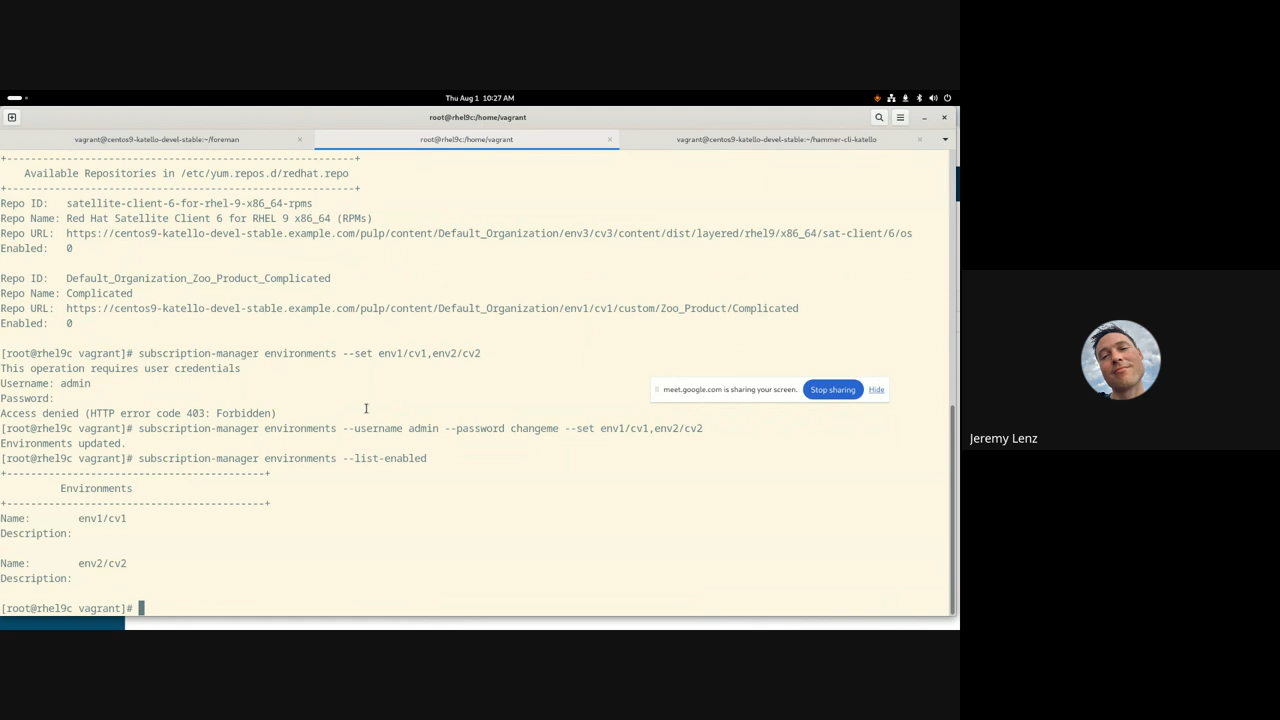 Thu Aug 1 10:27 AM
root@rhel9c:/home/vagrant
vagrant@centos9-katello-devel-stable:~/foreman
root@rhel9c:/home/vagrant
vagrant@centos9-katello-devel-stable:~/hammer-cli-katello
+----------------------------------------------------------+
Available Repositories in /etc/yum.repos.d/redhat.repo
+----------------------------------------------------------+
Repo ID:   satellite-client-6-for-rhel-9-x86_64-rpms
Repo Name: Red Hat Satellite Client 6 for RHEL 9 x86_64 (RPMs)
Repo URL:  https://centos9-katello-devel-stable.example.com/pulp/content/Default_Organization/env3/cv3/content/dist/layered/rhel9/x86_64/sat-client/6/os
Enabled:   0
Repo ID:   Default_Organization_Zoo_Product_Complicated
Repo Name: Complicated
Repo URL:  https://centos9-katello-devel-stable.example.com/pulp/content/Default_Organization/env1/cv1/custom/Zoo_Product/Complicated
Enabled:   0
[root@rhel9c vagrant]# subscription-manager environments --set env1/cv1,env2/cv2
This operation requires user credentials
Username: admin
Password:
Access denied (HTTP error code 403: Forbidden)
[root@rhel9c vagrant]# subscription-manager environments --username admin --password changeme --set env1/cv1,env2/cv2
Environments updated.
[root@rhel9c vagrant]# subscription-manager environments --list-enabled
+-------------------------------------------+
Environments
+-------------------------------------------+
Name:        env1/cv1
Description:
Name:        env2/cv2
Description:
[root@rhel9c vagrant]#
meet.google.com is sharing your screen.
Stop sharing
Hide
Jeremy Lenz